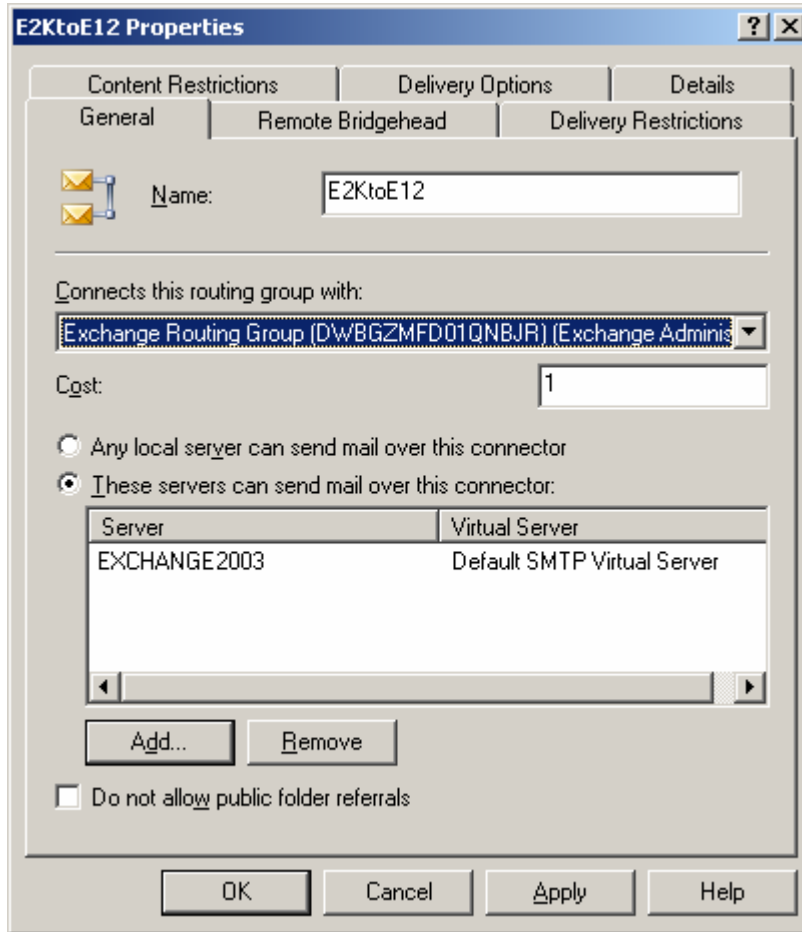 E2KtoE12 Properties
Content Restrictions Delivery Options Details
General Remote Bridgehead Delivery Restrictions
Name: E2KtoE12
Connects this routing group with:
Exchange Routing Group (DWBGZMFD01QNBJR) (Exchange Adminis
Cost: 1
Any local server can send mail over this connector
These servers can send mail over this connector:
Server Virtual Server
EXCHANGE2003 Default SMTP Virtual Server
Add... Remove
Do not allow public folder referrals
OK Cancel Apply Help